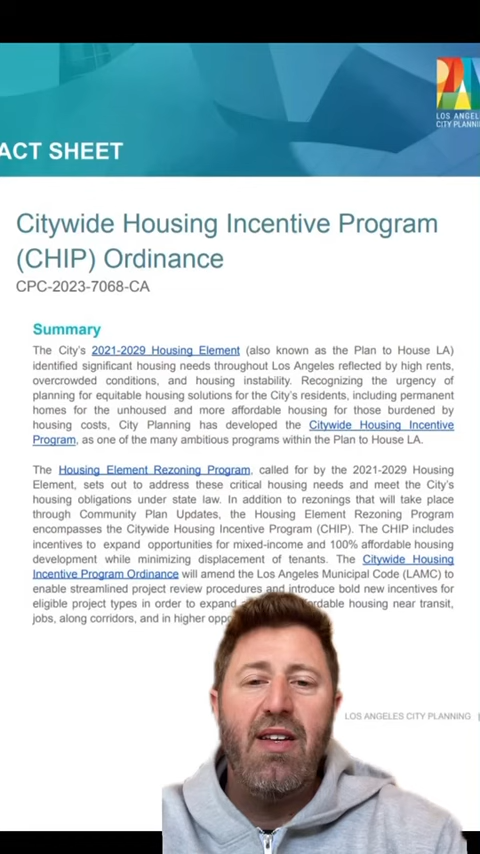 LOS ANGEL
CITY PLANNI
ACT SHEET
Citywide Housing Incentive Program
(CHIP) Ordinance
CPC-2023-7068-CA
Summary
The City's 2021-2029 Housing Element (also known as the Plan to House LA)
identified significant housing needs throughout Los Angeles reflected by high rents,
overcrowded conditions, and housing instability. Recognizing the urgency of
planning for equitable housing solutions for the City's residents, including permanent
homes for the unhoused and more affordable housing for those burdened by
housing costs, City Planning has developed the Citywide Housing Incentive
Program, as one of the many ambitious programs within the Plan to House LA.
The Housing Element Rezoning Program, called for by the 2021-2029 Housing
Element, sets out to address these critical housing needs and meet the City's
housing obligations under state law. In addition to rezonings that will take place
through Community Plan Updates, the Housing Element Rezoning Program
encompasses the Citywide Housing Incentive Program (CHIP). The CHIP includes
incentives to expand opportunities for mixed-income and 100% affordable housing
development while minimizing displacement of tenants. The Citywide Housing
Incentive Program Ordinance will amend the Los Angeles Municipal Code (LAMC) to
enable streamlined project review procedures and introduce bold new incentives for
eligible project types in order to expand rdable housing near transit,
jobs, along corridors, and in higher oppo
LOS ANGELES CITY PLANNING |